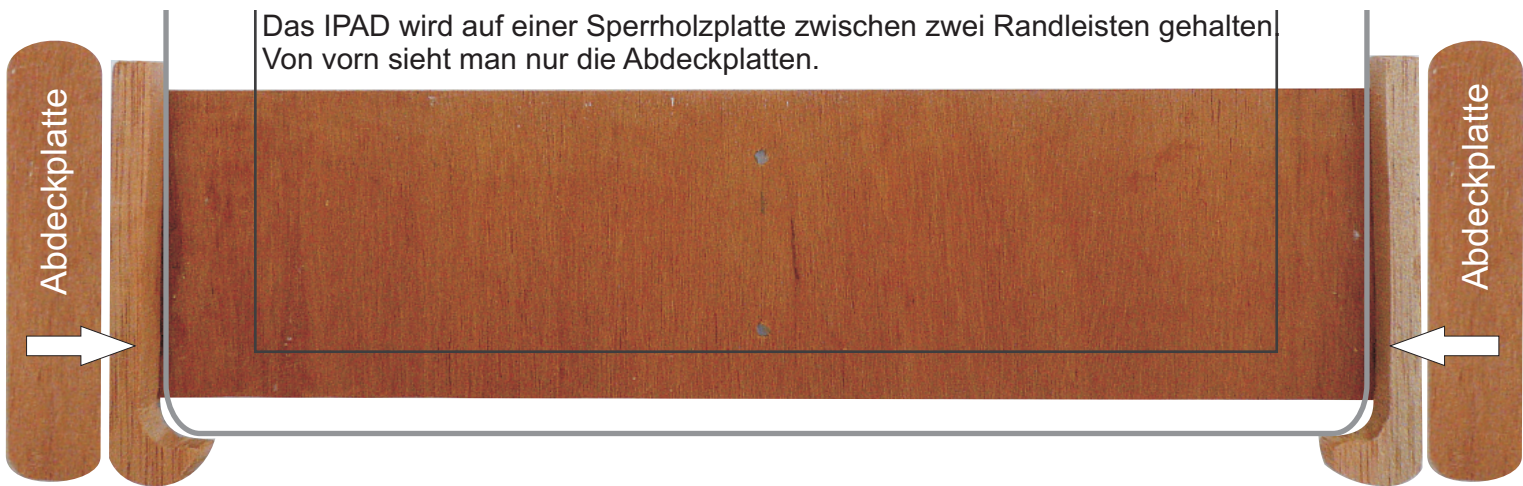 Das IPAD wird auf einer Sperrholzplatte zwischen zwei Randleisten gehalten.
Von vorn sieht man nur die Abdeckplatten.
Abdeckplatte
Abdeckplatte